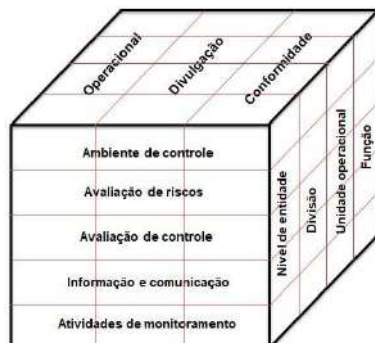 Operacional
Divulgação
Conformidade
Ambiente de controle
Avaliação de riscos
Avaliação de controle
Informação e comunicação
Atividades de monitoramento
Nível de entidade
Divisão
Unidade operacional
Função